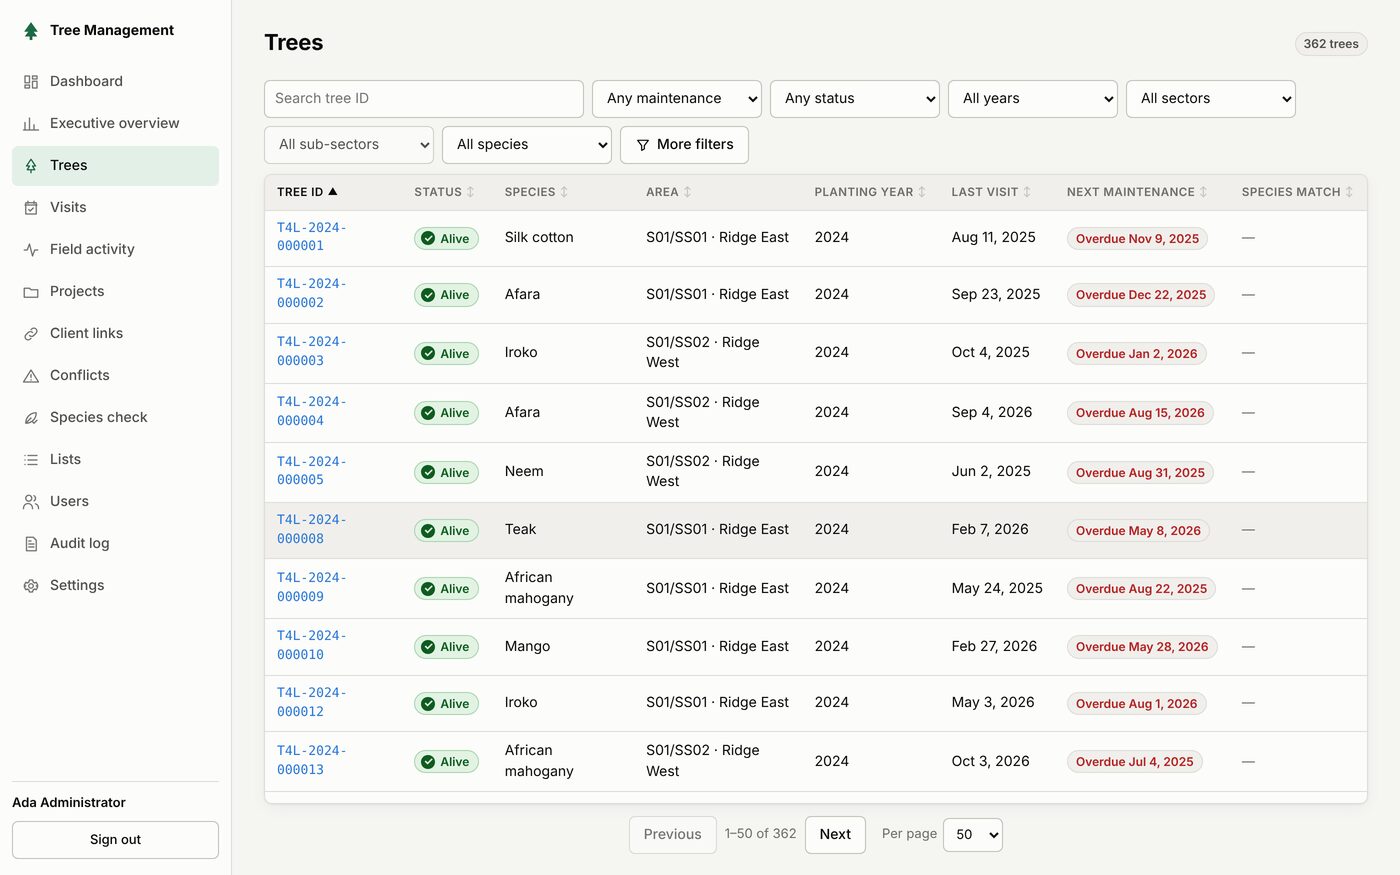 Tree Management
Dashboard
Executive overview
Trees
Visits
Field activity
Projects
Client links
Conflicts
Species check
Lists
Users
Audit log
Settings
Ada Administrator
Sign out
Trees
362 trees
Search tree ID
Any maintenance
Any status
All years
All sectors
All sub-sectors
All species
More filters
TREE ID ▲ STATUS SPECIES AREA PLANTING YEAR LAST VISIT NEXT MAINTENANCE SPECIES MATCH
T4L-2024-
000001
Alive
Silk cotton
S01/SS01 · Ridge East
2024
Aug 11, 2025
Overdue Nov 9, 2025
—
T4L-2024-
000002
Alive
Afara
S01/SS01 · Ridge East
2024
Sep 23, 2025
Overdue Dec 22, 2025
—
T4L-2024-
000003
Alive
Iroko
S01/SS02 · Ridge
West
2024
Oct 4, 2025
Overdue Jan 2, 2026
—
T4L-2024-
000004
Alive
Afara
S01/SS02 · Ridge
West
2024
Sep 4, 2026
Overdue Aug 15, 2026
—
T4L-2024-
000005
Alive
Neem
S01/SS02 · Ridge
West
2024
Jun 2, 2025
Overdue Aug 31, 2025
—
T4L-2024-
000008
Alive
Teak
S01/SS01 · Ridge East
2024
Feb 7, 2026
Overdue May 8, 2026
—
T4L-2024-
000009
Alive
African
mahogany
S01/SS01 · Ridge East
2024
May 24, 2025
Overdue Aug 22, 2025
—
T4L-2024-
000010
Alive
Mango
S01/SS01 · Ridge East
2024
Feb 27, 2026
Overdue May 28, 2026
—
T4L-2024-
000012
Alive
Iroko
S01/SS01 · Ridge East
2024
May 3, 2026
Overdue Aug 1, 2026
—
T4L-2024-
000013
Alive
African
mahogany
S01/SS02 · Ridge
West
2024
Oct 3, 2026
Overdue Jul 4, 2025
—
Previous
1–50 of 362
Next
Per page
50